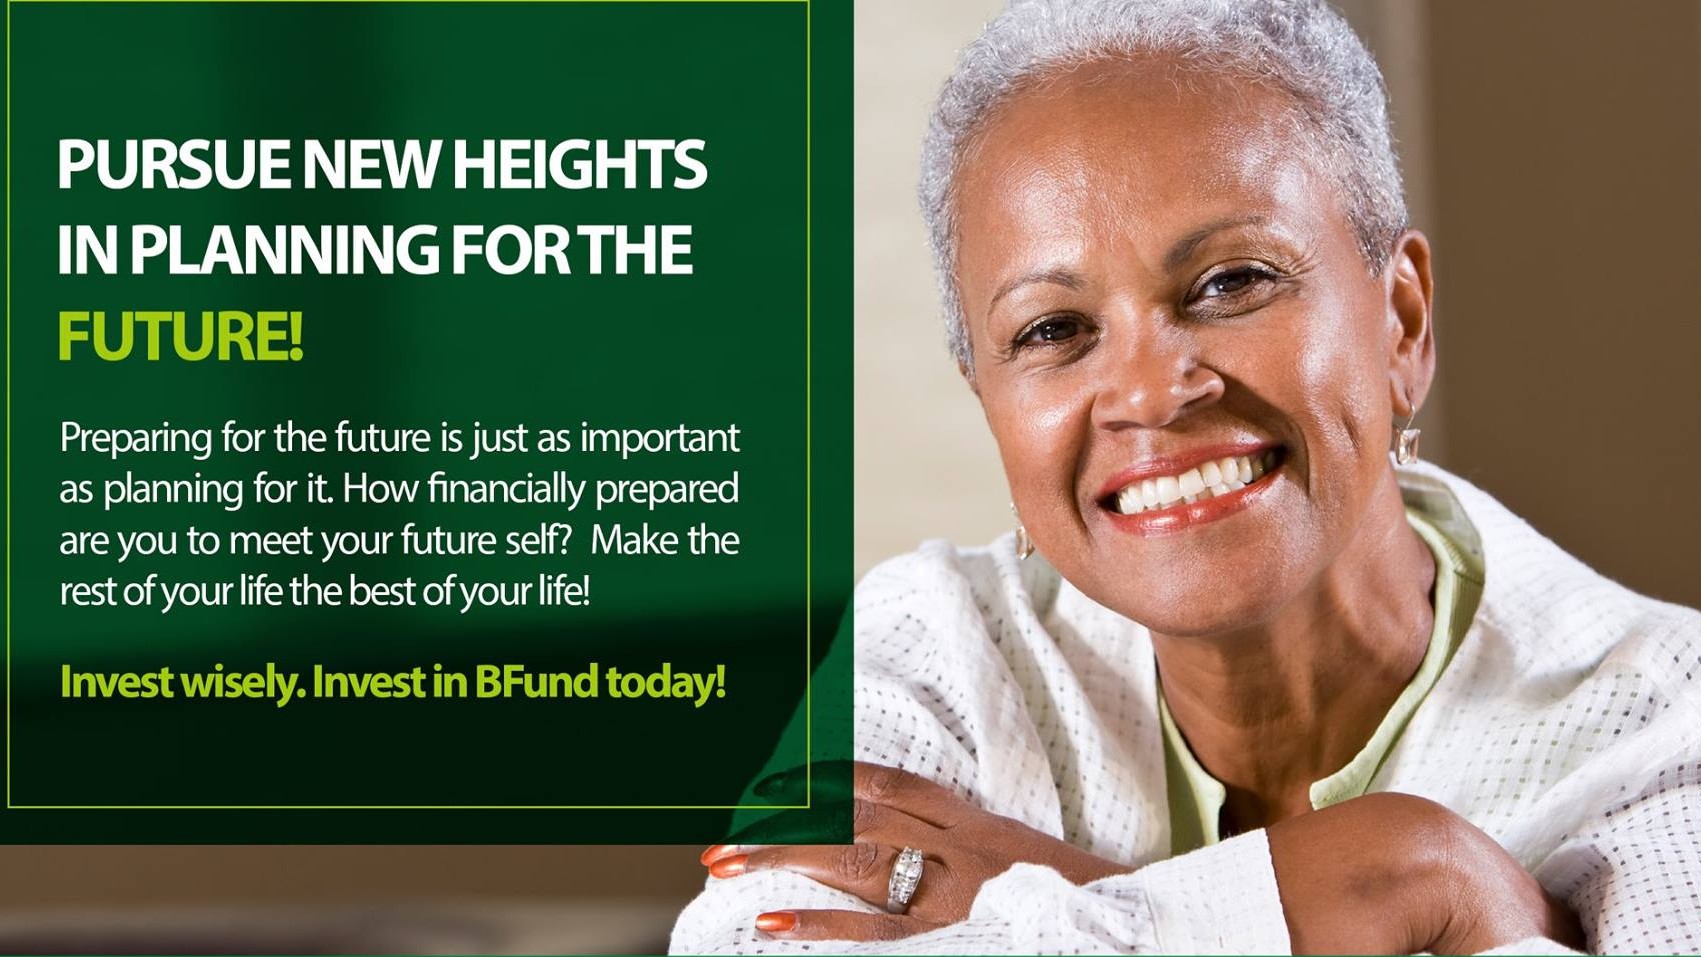 PURSUE NEW HEIGHTS
IN PLANNING FOR THE
FUTURE!
Preparing for the future is just as important
as planning for it. How financially prepared
are you to meet your future self?  Make the
rest of your life the best of your life!
Invest wisely. Invest in BFund today!